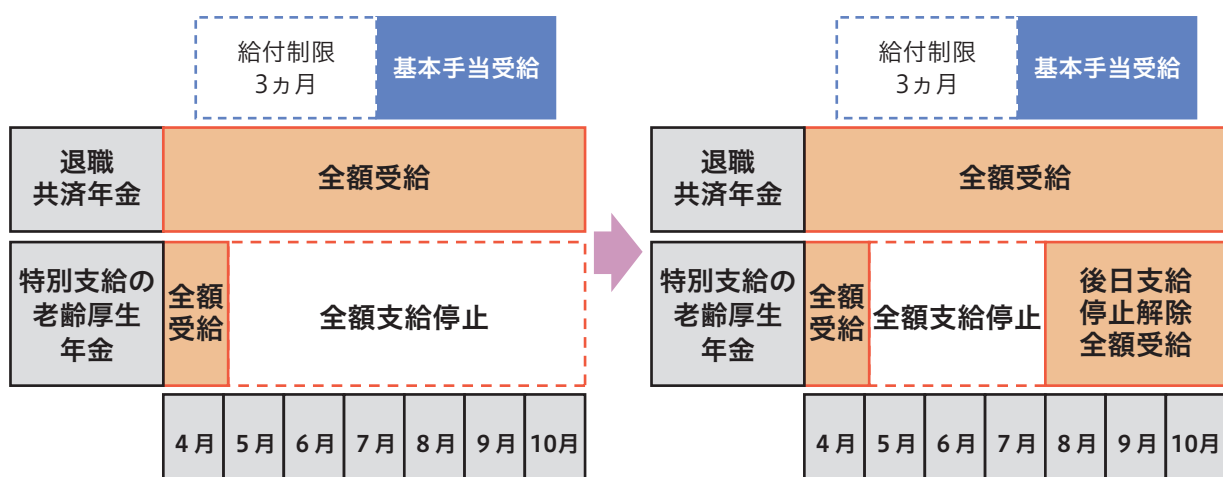 給付制限
3ヵ月
基本手当受給
退職
共済年金
全額受給
特別支給の
老齢厚生
年金
全額
受給
全額支給停止
4月
5月
6月
7月
8月
9月
10月
給付制限
3ヵ月
基本手当受給
退職
共済年金
全額受給
特別支給の
老齢厚生
年金
全額
受給
全額支給停止
後日支給
停止解除
全額受給
4月
5月
6月
7月
8月
9月
10月